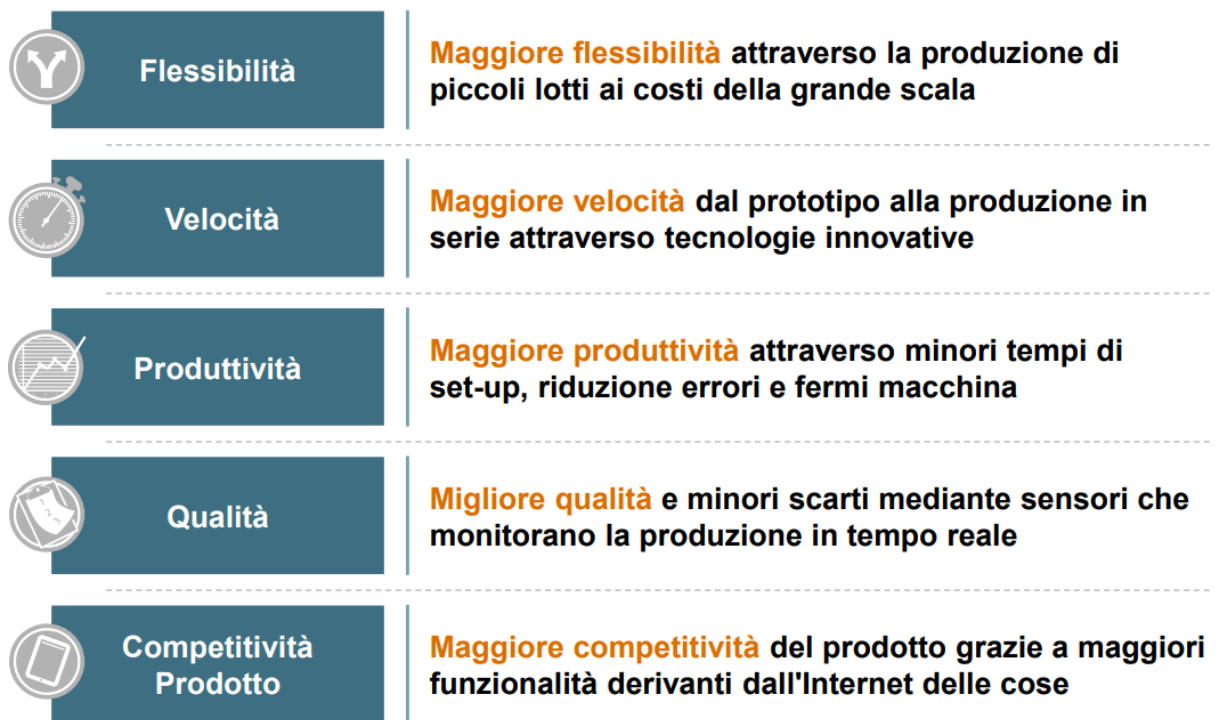 Flessibilità
Maggiore flessibilità attraverso la produzione di
piccoli lotti ai costi della grande scala
Velocità
Maggiore velocità dal prototipo alla produzione in
serie attraverso tecnologie innovative
Produttività
Maggiore produttività attraverso minori tempi di
set-up, riduzione errori e fermi macchina
Qualità
Migliore qualità e minori scarti mediante sensori che
monitorano la produzione in tempo reale
Competitività
Prodotto
Maggiore competitività del prodotto grazie a maggiori
funzionalità derivanti dall'Internet delle cose